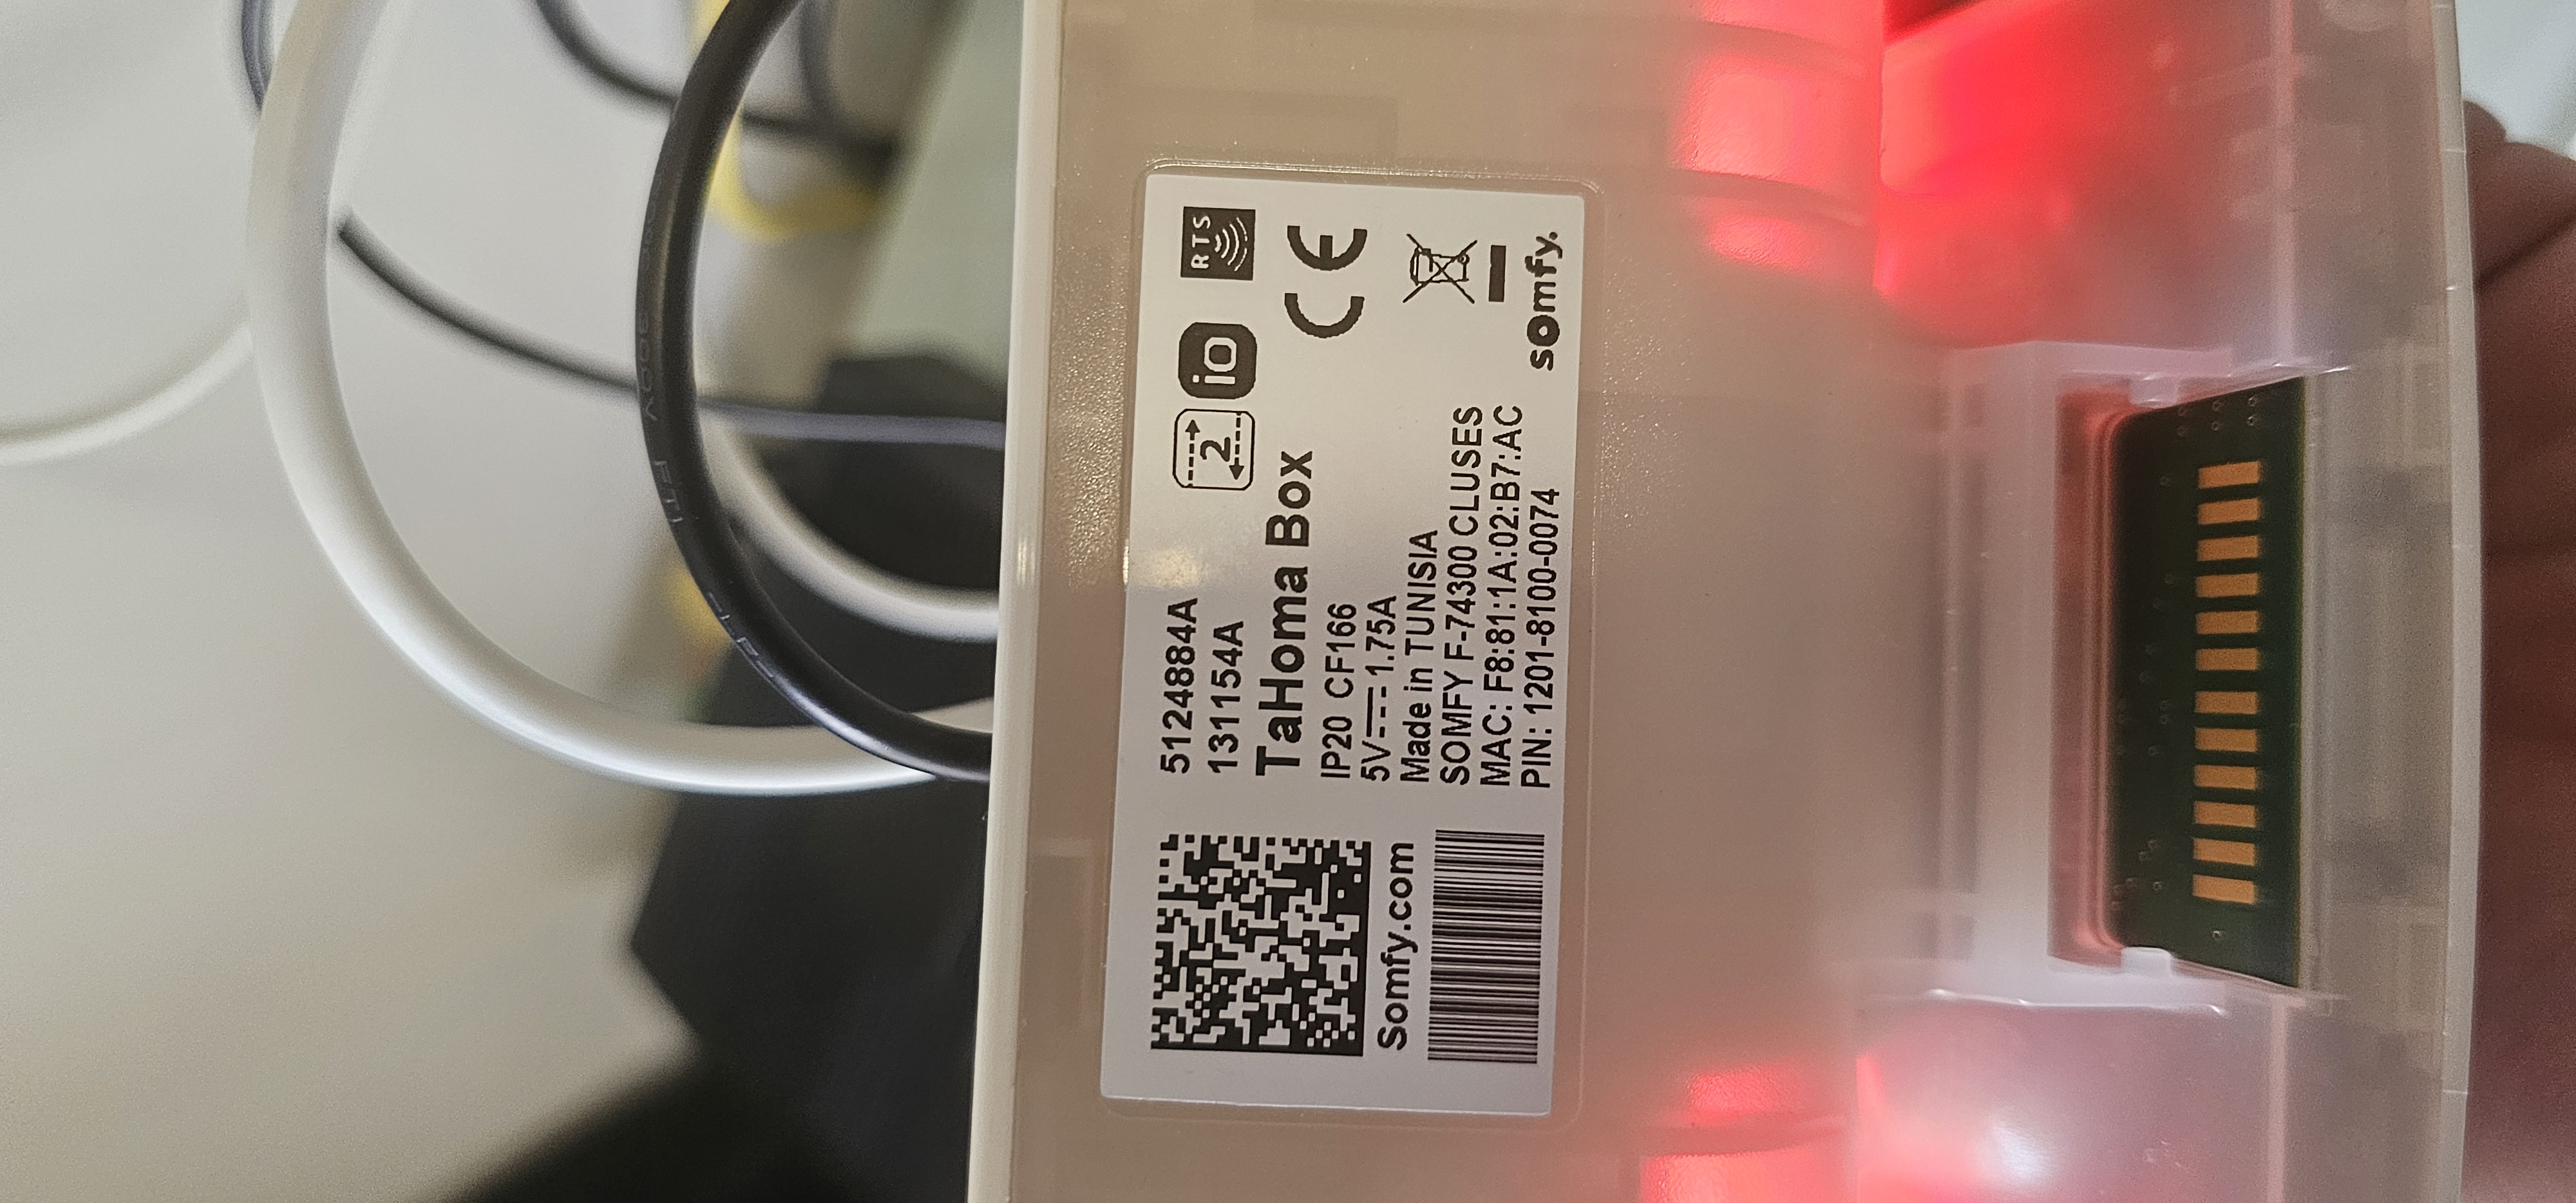 5124884A
131154A
2
io
RTS
TaHoma Box
CE
IP20 CF166
5V 1.75A
Made in TUNISIA
SOMFY F-74300 CLUSES
MAC: F8:81:1A:02:B7:AC
PIN: 1201-8100-0074
somfy.
Somfy.com